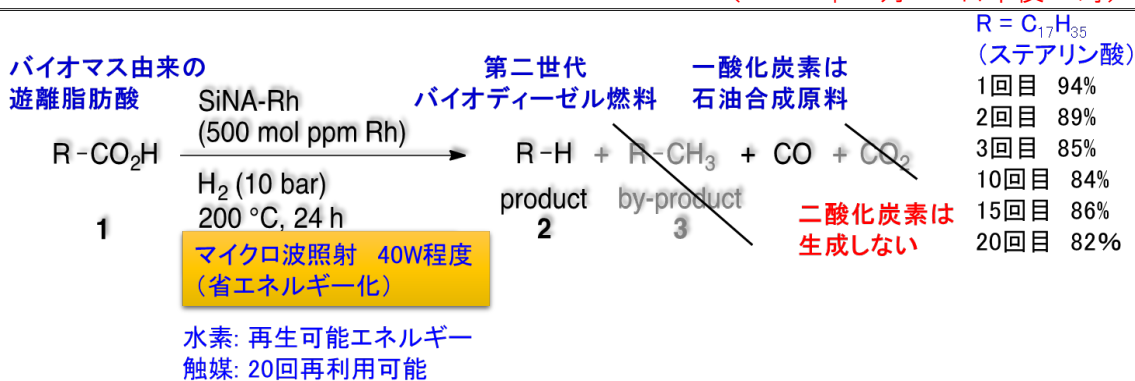 R = C₁₇H₃₅
(ステアリン酸)
1回目 94%
2回目 89%
3回目 85%
10回目 84%
15回目 86%
20回目 82%
バイオマス由来の
遊離脂肪酸
第二世代
バイオディーゼル燃料
一酸化炭素は
石油合成原料
SiNA-Rh
(500 mol ppm Rh)
R-CO₂H
R-H + R-CH₃ + CO + CO₂
H₂ (10 bar)
200 °C, 24 h
product
by-product
1
2
3
二酸化炭素は
生成しない
マイクロ波照射 40W程度
(省エネルギー化)
水素: 再生可能エネルギー
触媒: 20回再利用可能